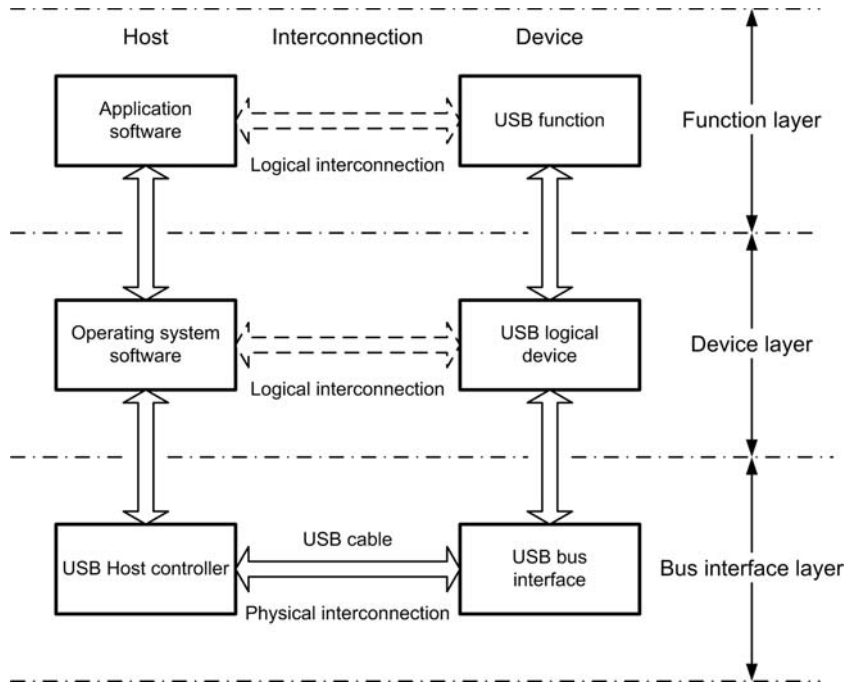 Host Interconnection Device
Application
software
USB function
Function layer
Logical interconnection
Operating system
software
USB logical
device
Device layer
Logical interconnection
USB cable
USB Host controller
USB bus
interface
Bus interface layer
Physical interconnection